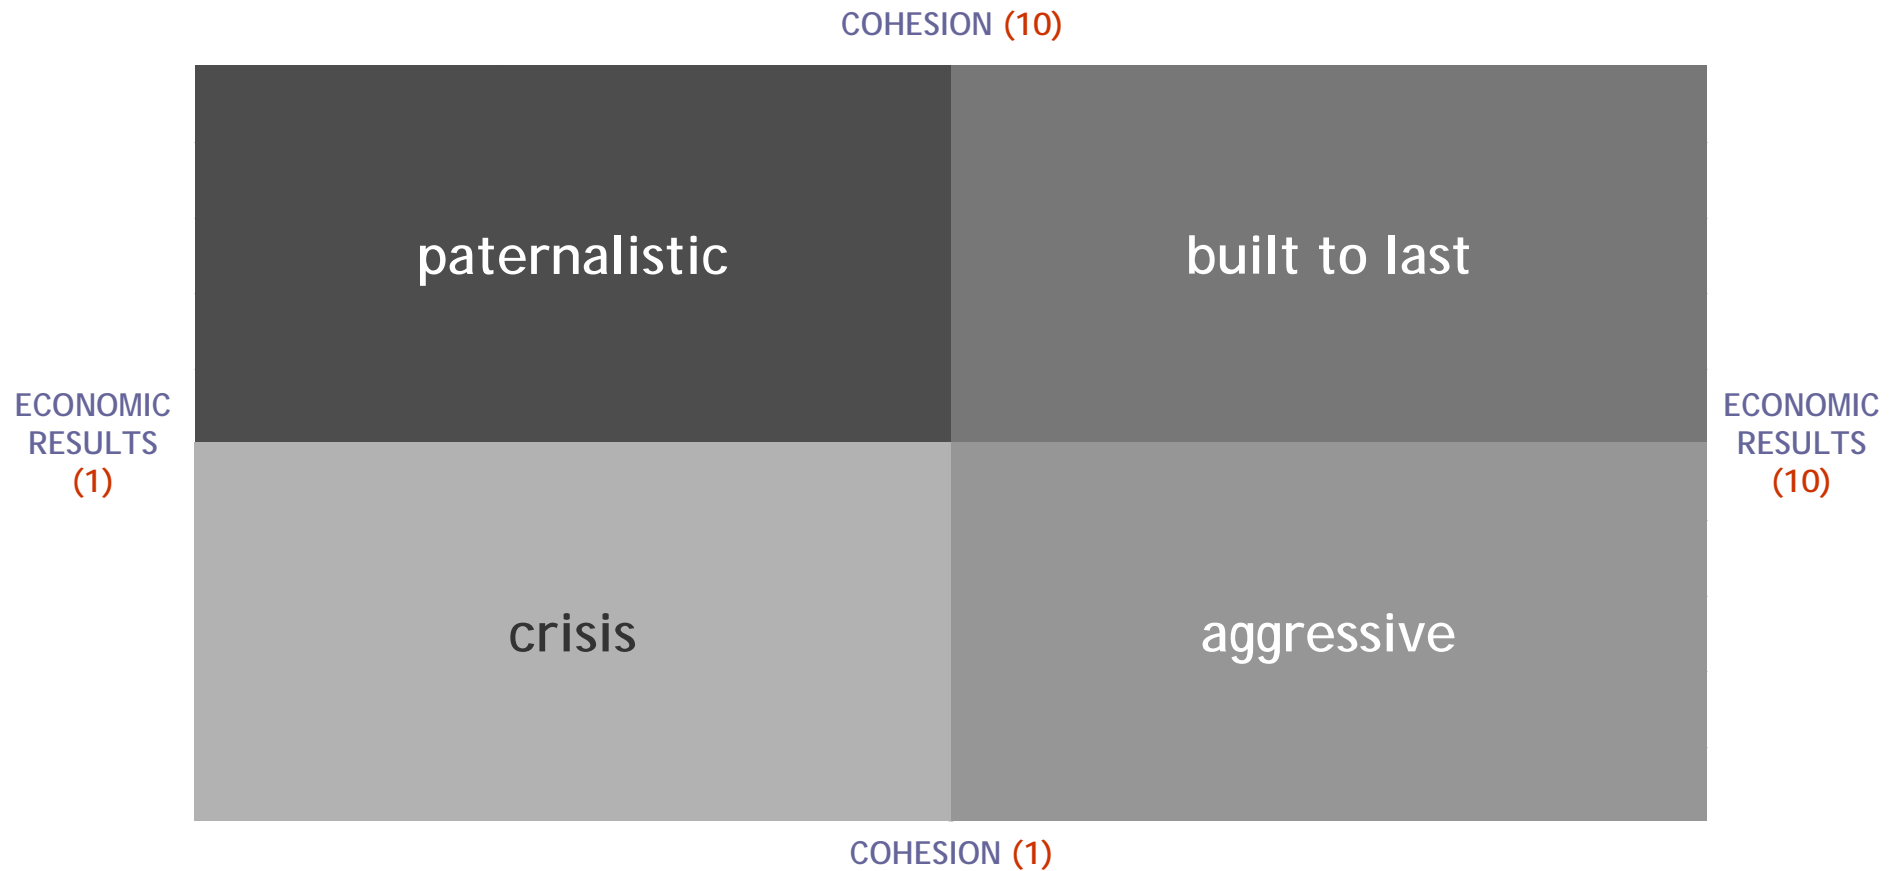 COHESION (10)
paternalistic
built to last
ECONOMIC
RESULTS
(1)
ECONOMIC
RESULTS
(10)
crisis
aggressive
COHESION (1)